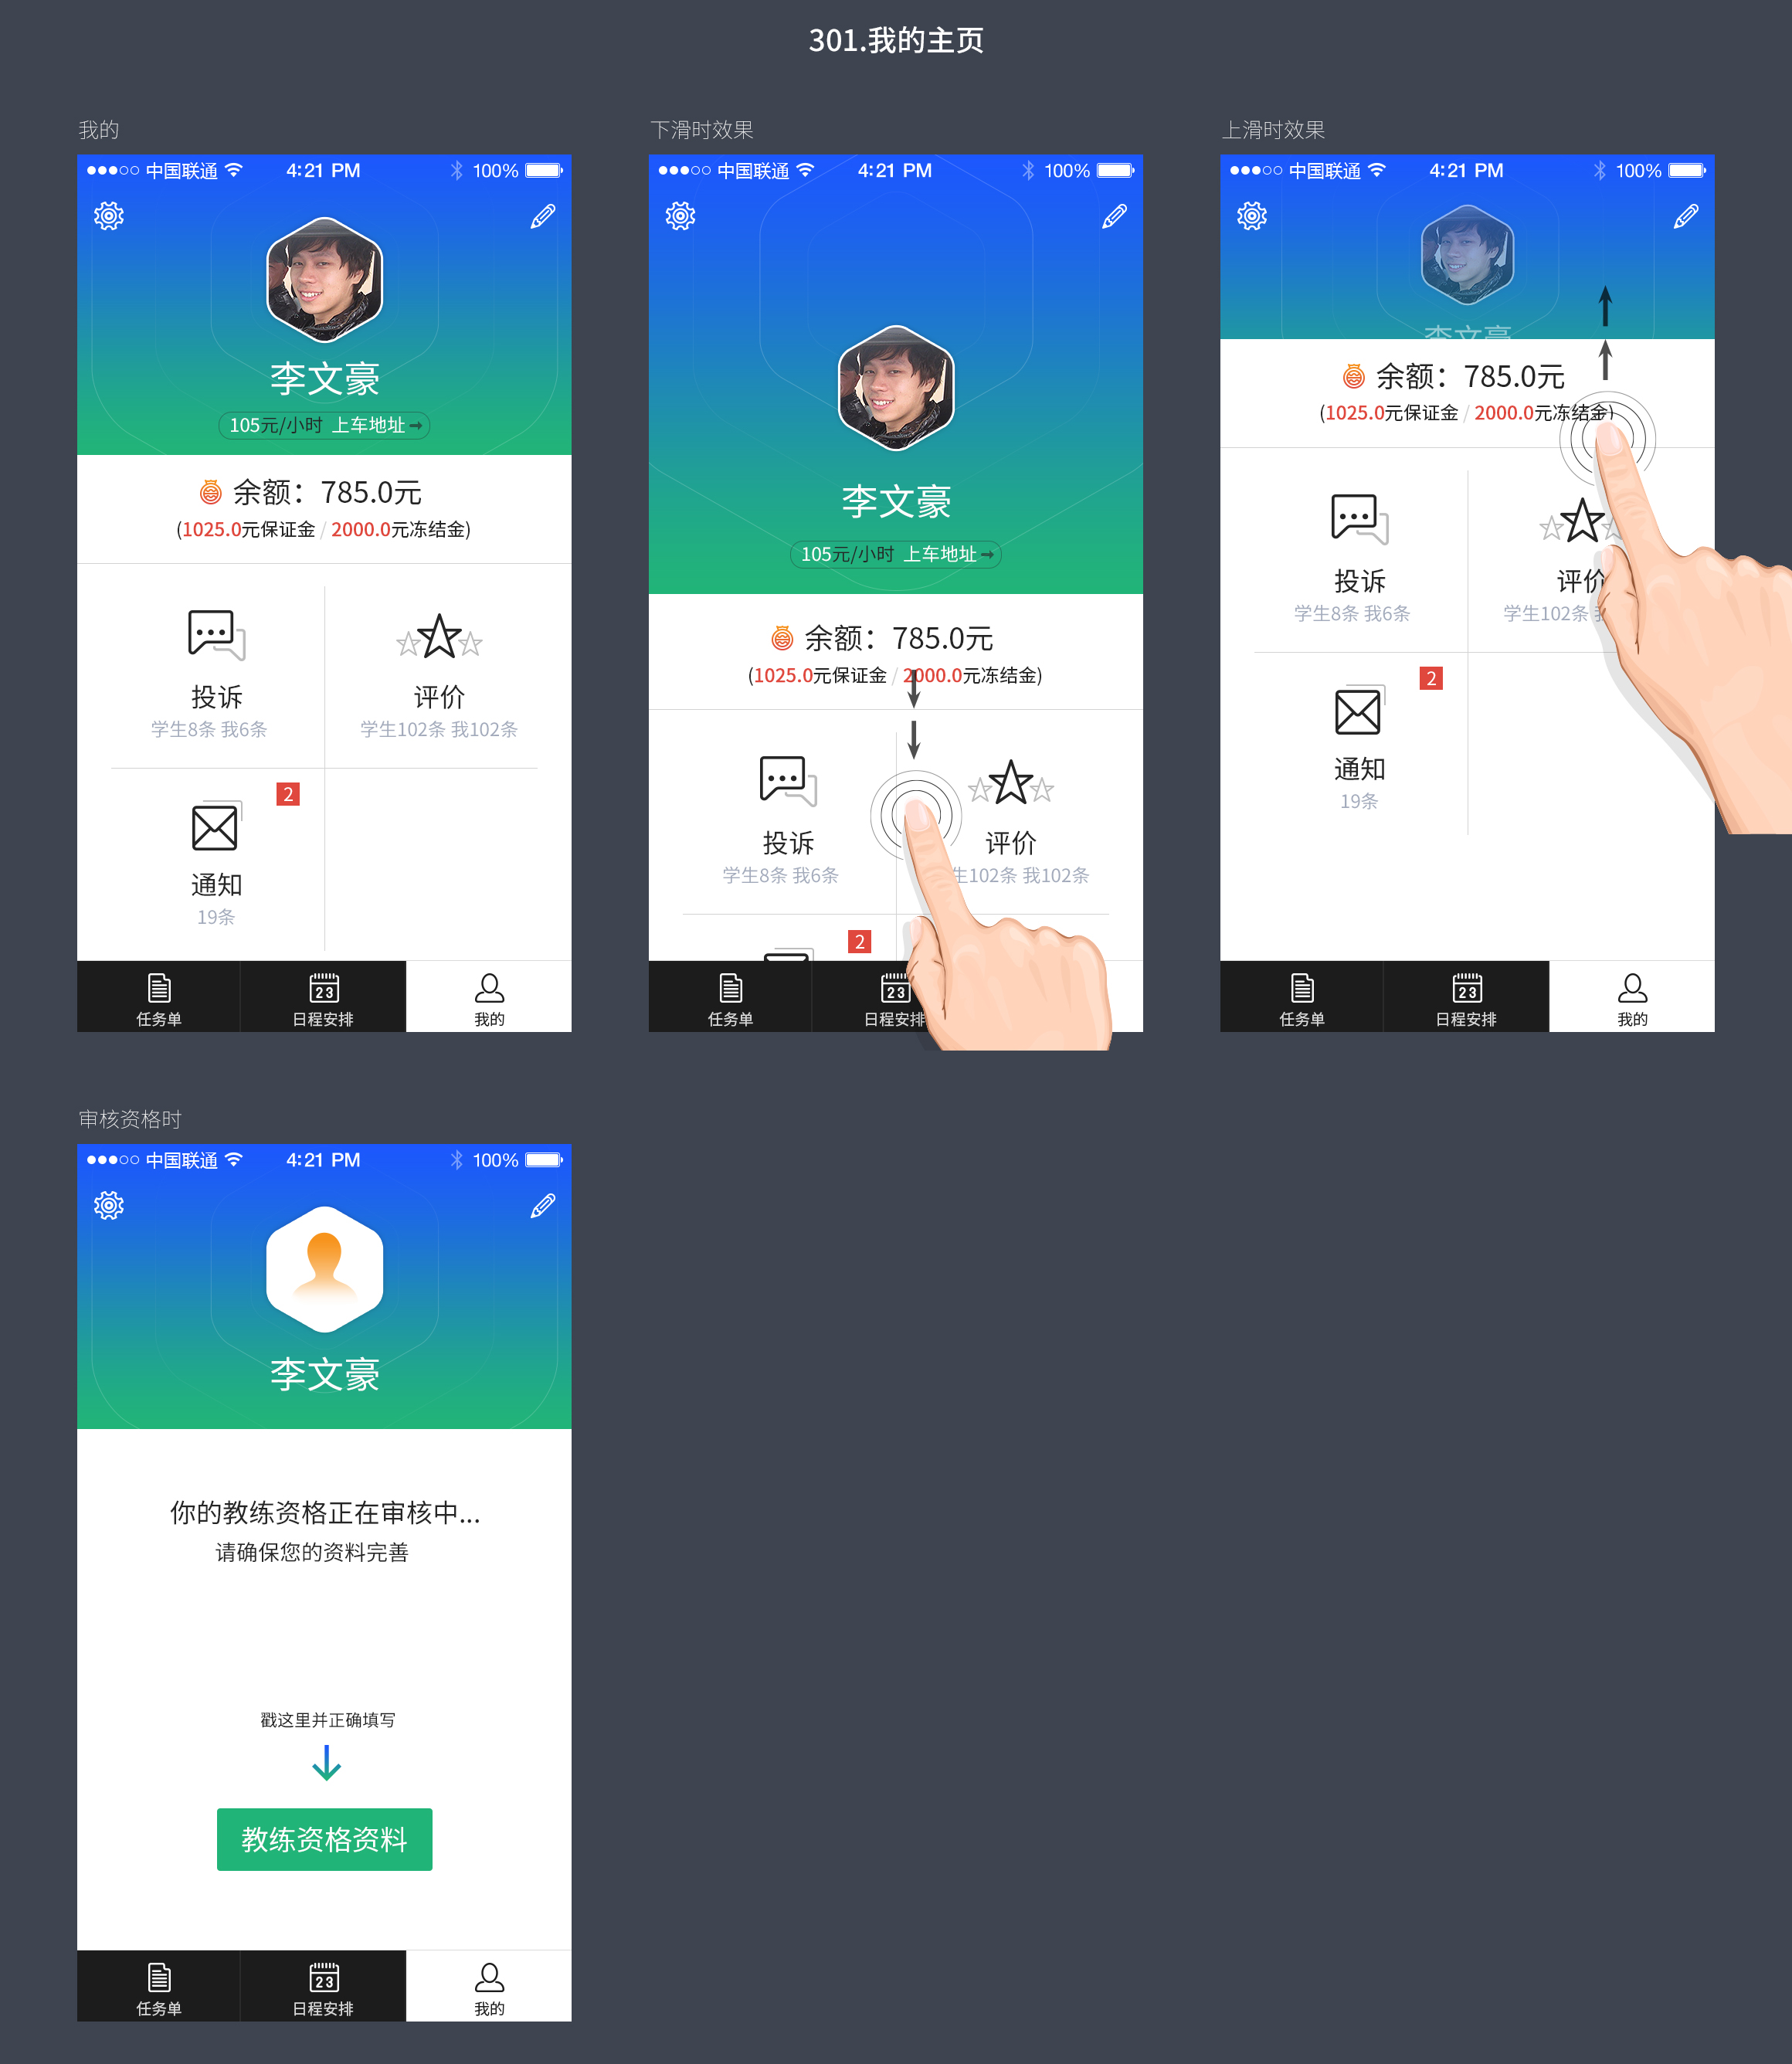 301.我的主页
我的
中国联通 4:21 PM 100%
李文豪
105元/小时 上车地址
余额：785.0元
(1025.0元保证金 / 2000.0元冻结金)
投诉
学生8条 我6条
评价
学生102条 我102条
2
通知
19条
任务单
23
日程安排
我的
下滑时效果
中国联通 4:21 PM 100%
李文豪
105元/小时 上车地址
余额：785.0元
(1025.0元保证金 / 2000.0元冻结金)
投诉
学生8条 我6条
评价
生102条 我102条
2
任务单
23
日程安排
上滑时效果
中国联通 4:21 PM 100%
李文豪
余额：785.0元
(1025.0元保证金 / 2000.0元冻结金)
投诉
学生8条 我6条
评价
学生102条
2
通知
19条
任务单
23
日程安排
我的
审核资格时
中国联通 4:21 PM 100%
李文豪
你的教练资格正在审核中...
请确保您的资料完善
戳这里并正确填写
教练资格资料
任务单
23
日程安排
我的